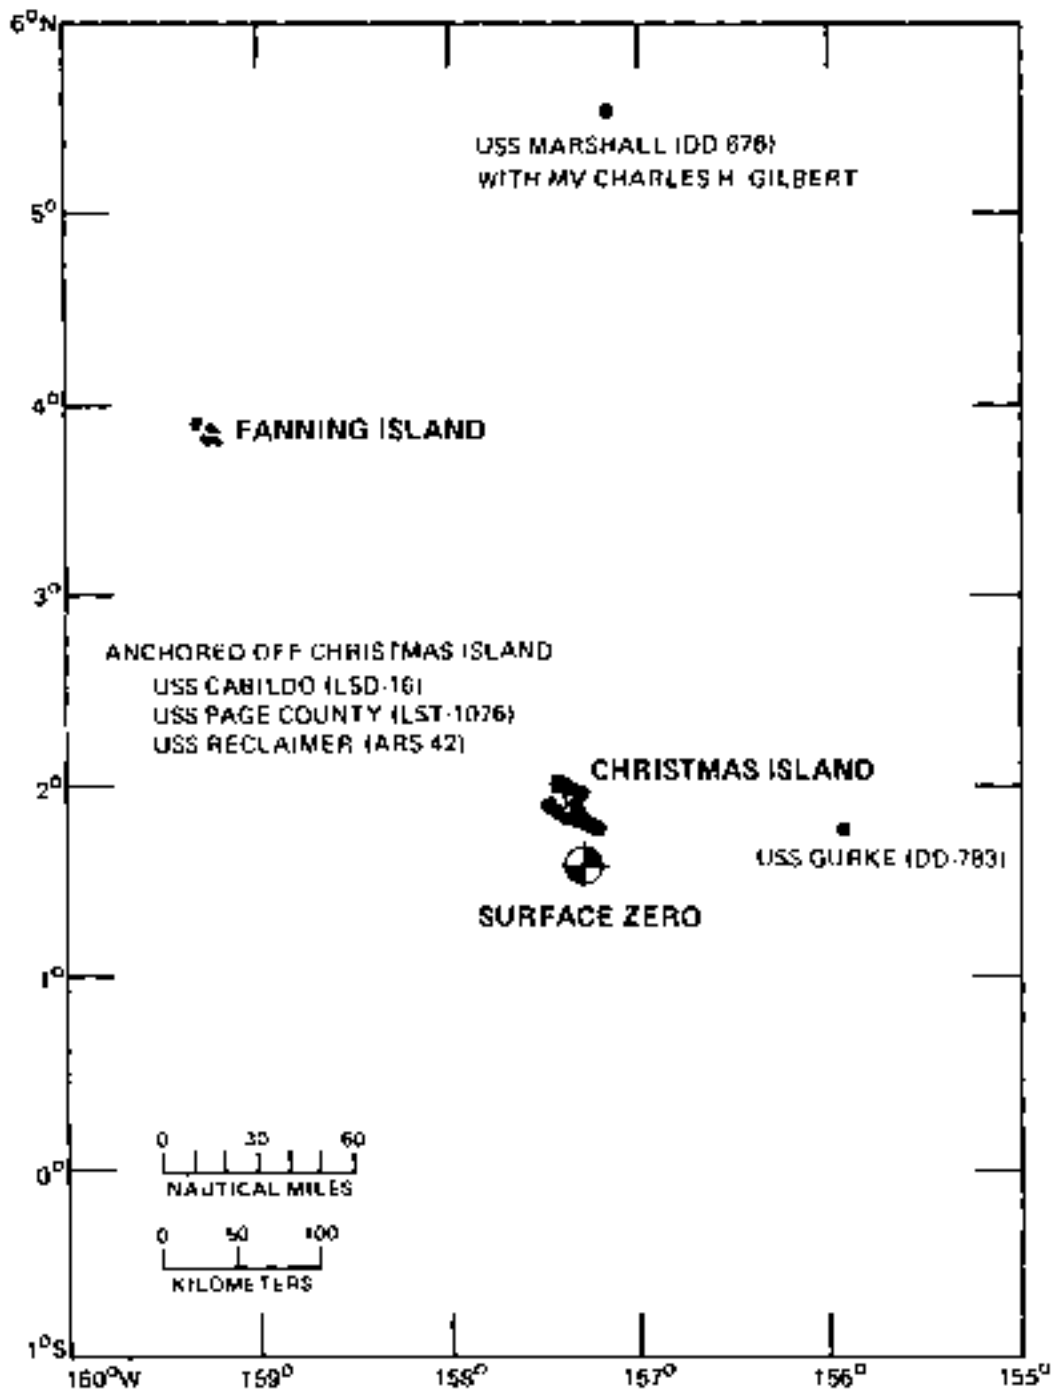 6°N
USS MARSHALL (DD 676)
WITH MV CHARLES H GILBERT
5°
4°
FANNING ISLAND
3°
ANCHORED OFF CHRISTMAS ISLAND
USS CABILDO (LSD-16)
USS PAGE COUNTY (LST-1076)
USS RECLAIMER (ARS 42)
2°
CHRISTMAS ISLAND
USS GURKE (DD-783)
SURFACE ZERO
1°
0 30 60
0°
NAUTICAL MILES
0 50 100
KILOMETERS
1°S
160°W 159° 158° 157° 156° 155°